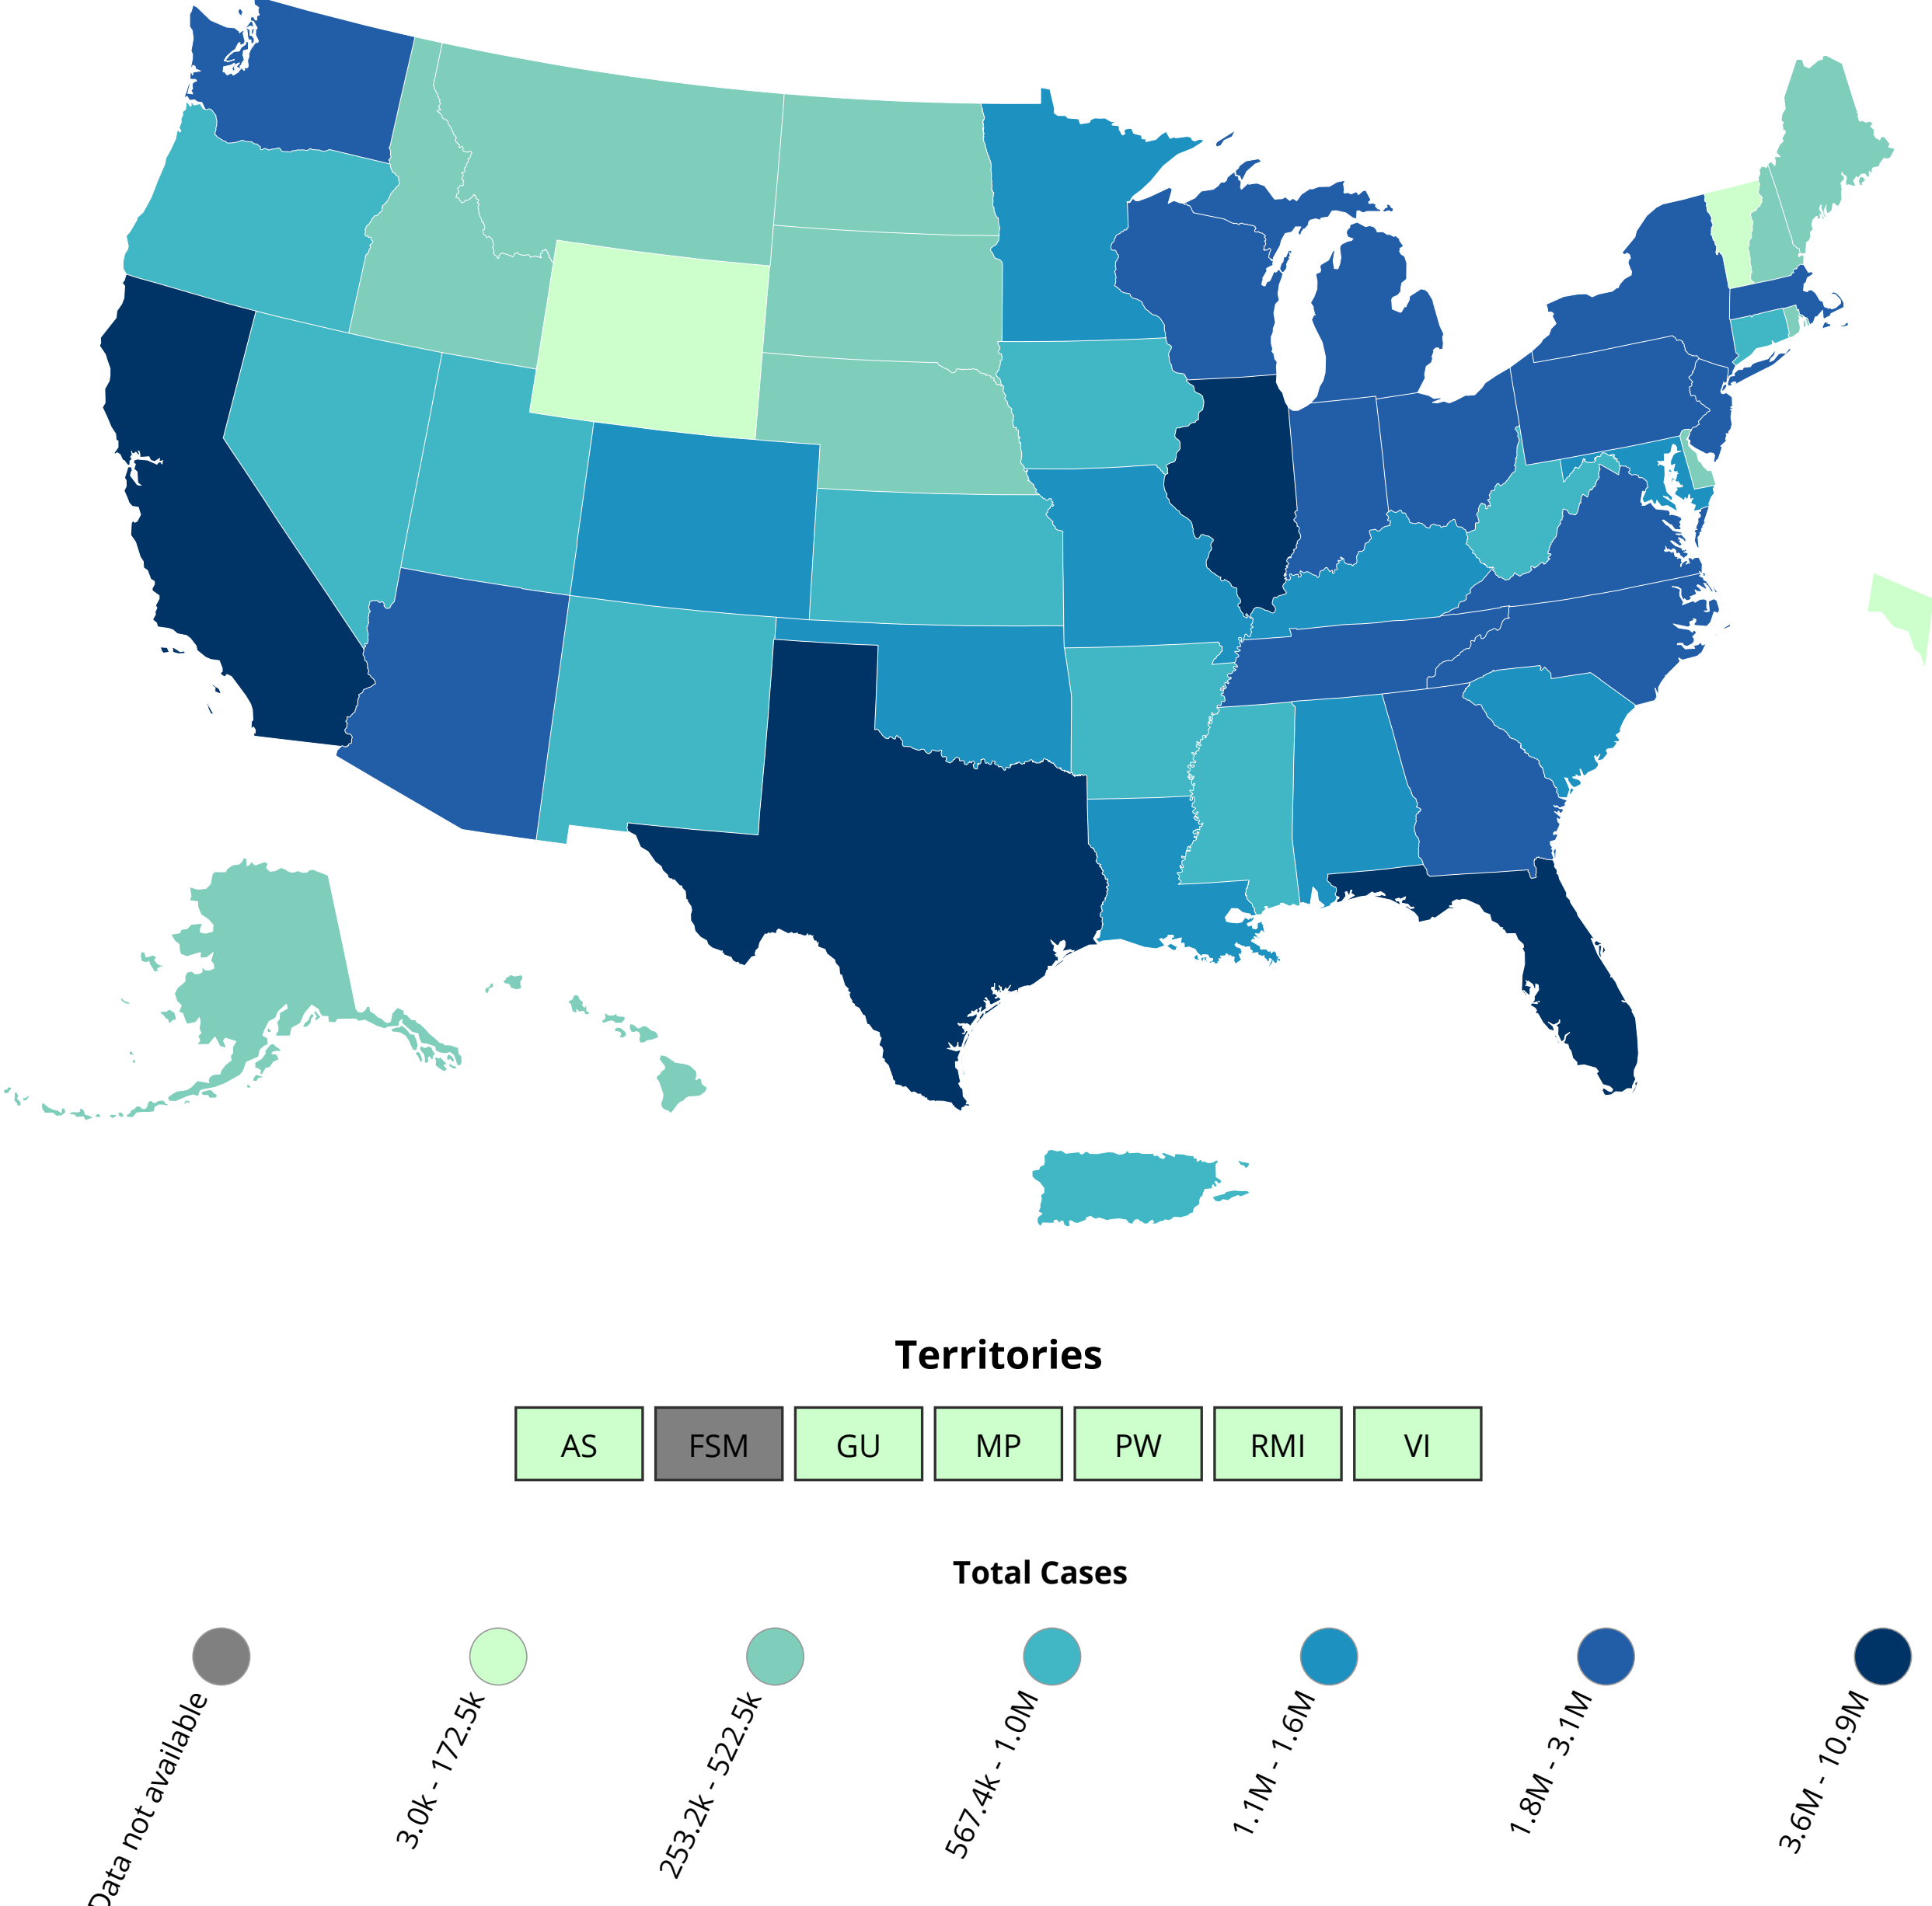 Territories
AS
FSM
GU
MP
PW
RMI
VI
Total Cases
Data not available
3.0k - 172.5k
253.2k - 522.5k
567.4k - 1.0M
1.1M - 1.6M
1.8M - 3.1M
3.6M - 10.9M